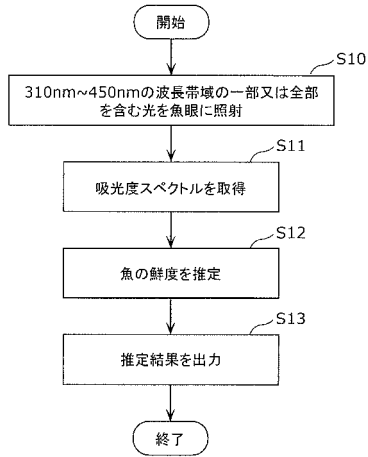 開始
S10
310nm~450nmの波長帯域の一部又は全部
を含む光を魚眼に照射
S11
吸光度スペクトルを取得
S12
魚の鮮度を推定
S13
推定結果を出力
終了